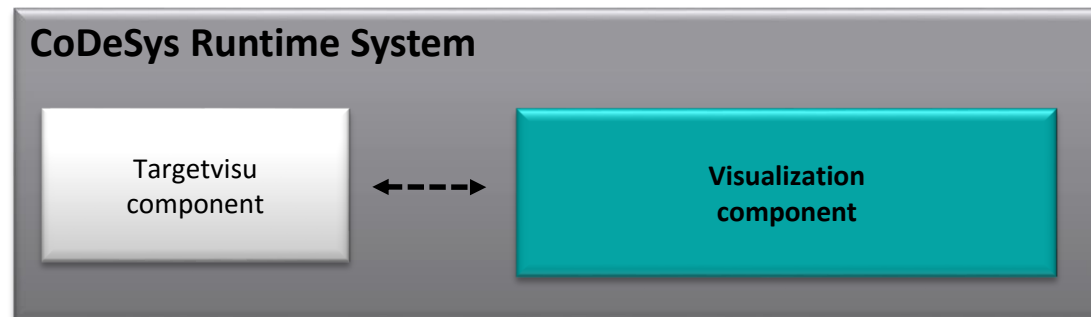 CoDeSys Runtime System
Targetvisu
component
Visualization
component